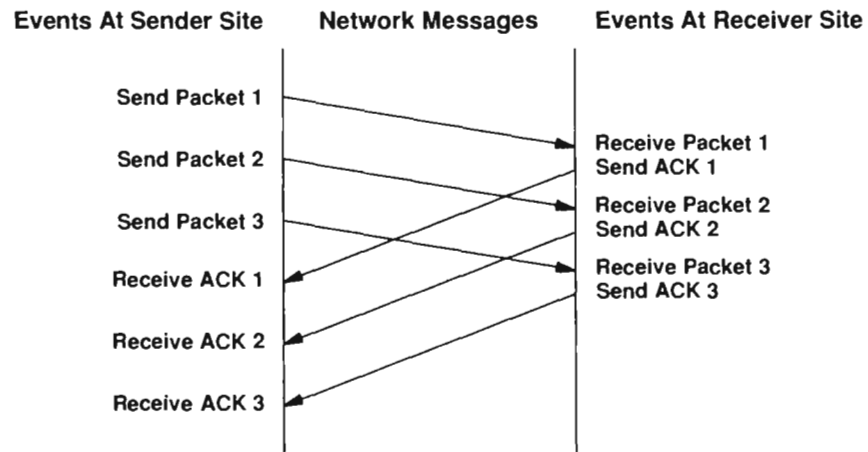 Events At Sender Site
Network Messages
Events At Receiver Site
Send Packet 1
Receive Packet 1
Send ACK 1
Send Packet 2
Receive Packet 2
Send ACK 2
Send Packet 3
Receive Packet 3
Receive ACK 1
Send ACK 3
Receive ACK 2
Receive ACK 3